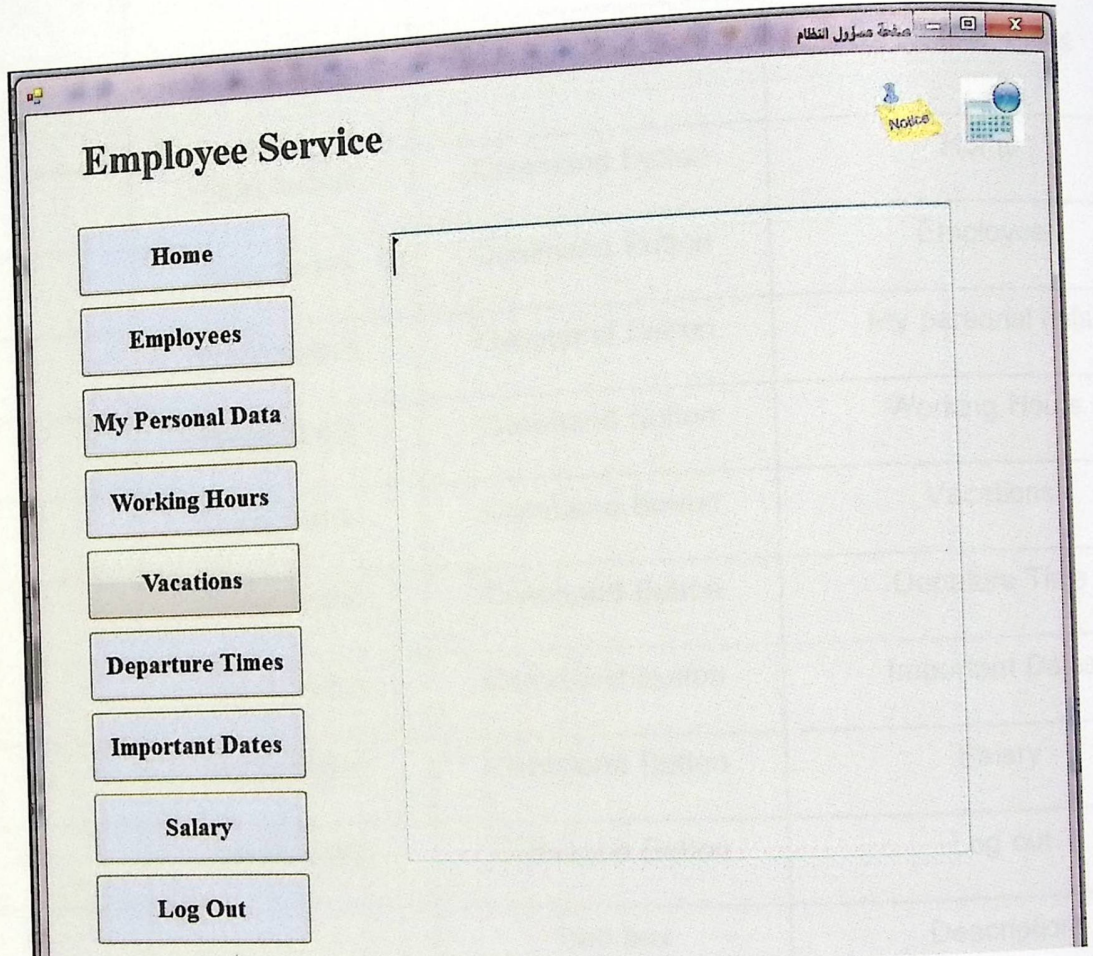 صفحة مسؤول النظام
Notice
Employee Service
Home
Employees
My Personal Data
Working Hours
Vacations
Departure Times
Important Dates
Salary
Log Out